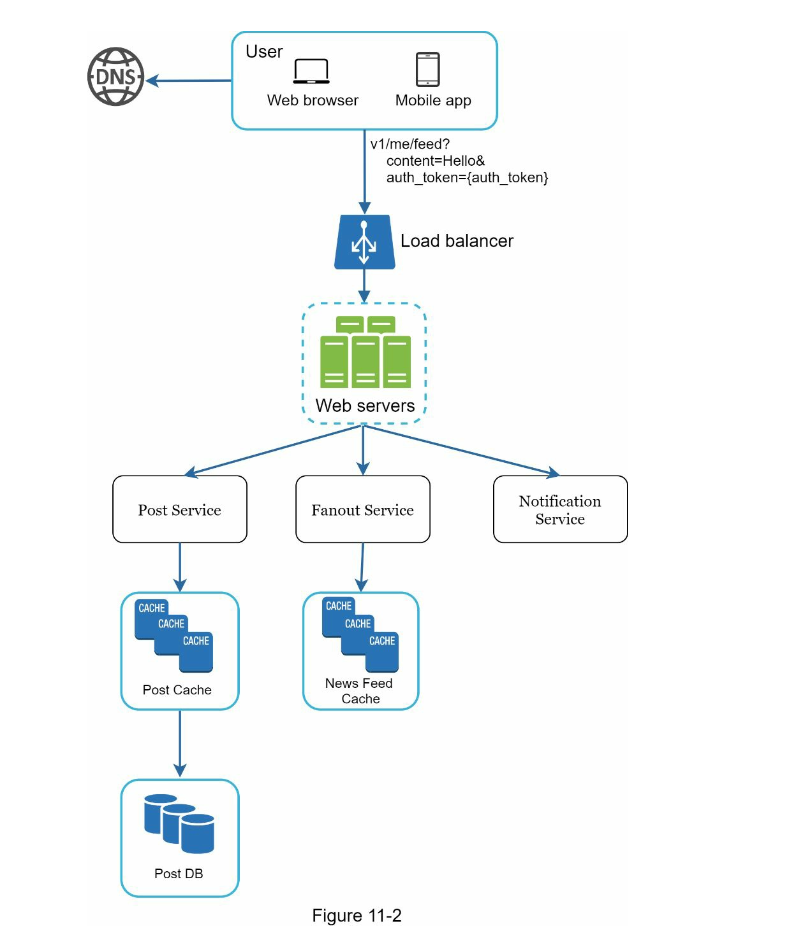 User
DNS
Web browser
Mobile app
v1/me/feed?
content=Hello&
auth_token={auth_token}
Load balancer
Web servers
Post Service
Fanout Service
Notification
Service
CACHE
CACHE
CACHE
Post Cache
CACHE
CACHE
CACHE
News Feed
Cache
Post DB
Figure 11-2